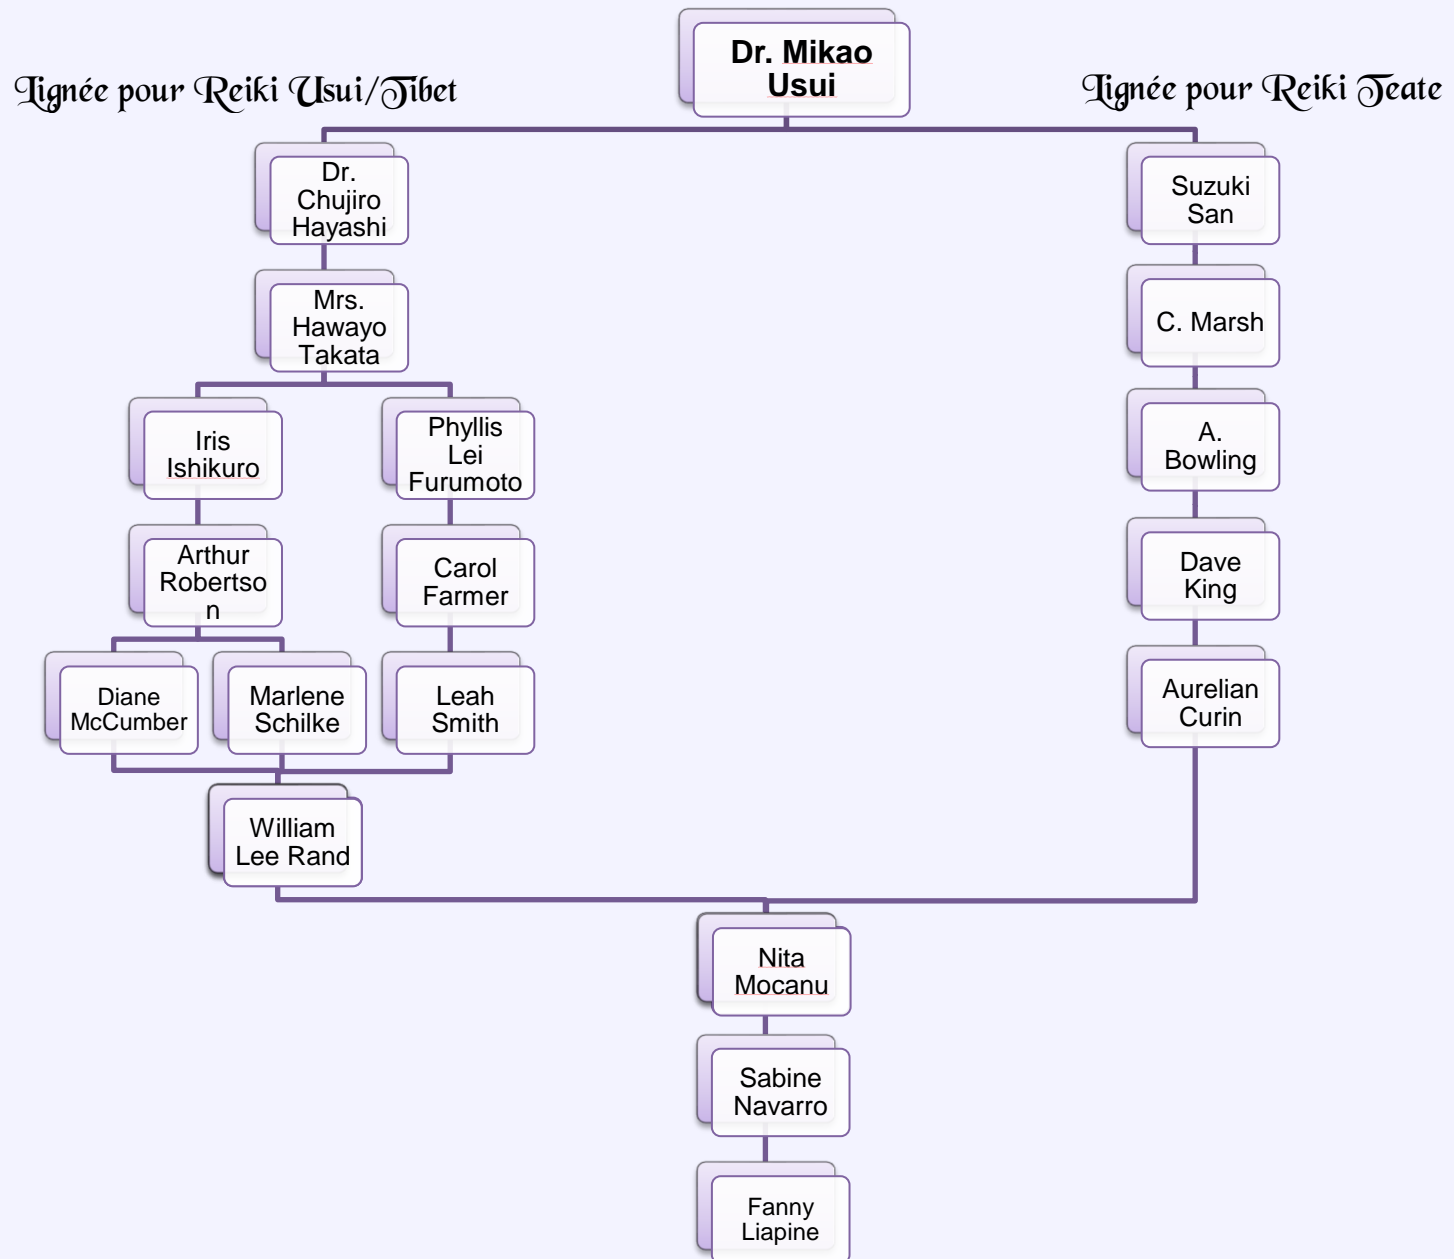 Dr. Mikao
Usui
Lignée pour Reiki Usui/Tibet
Lignée pour Reiki Teate
Dr.
Chujiro
Hayashi
Suzuki
San
Mrs.
Hawayo
Takata
C. Marsh
Iris
Ishikuro
Phyllis
Lei
Furumoto
A.
Bowling
Arthur
Robertso
n
Carol
Farmer
Dave
King
Diane
McCumber
Marlene
Schilke
Leah
Smith
Aurelian
Curin
William
Lee Rand
Nita
Mocanu
Sabine
Navarro
Fanny
Liapine